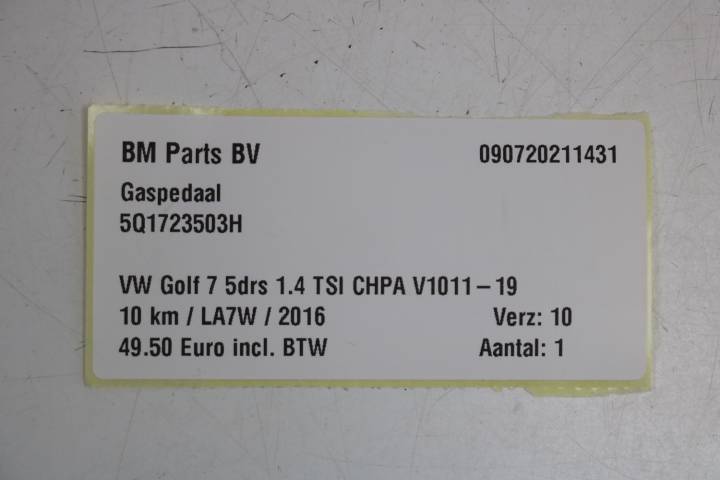 BM Parts BV 090720211431
Gaspedaal
5Q1723503H
VW Golf 7 5drs 1.4 TSI CHPA V1011-19
10 km / LA7W / 2016 Verz: 10
49.50 Euro incl. BTW Aantal: 1